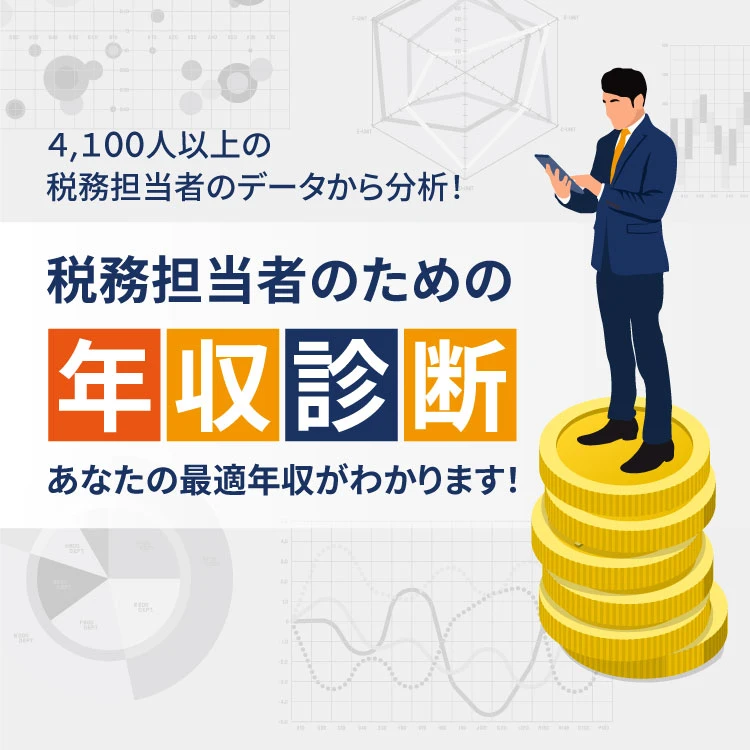 4,100人以上の
税務担当者のデータから分析!
税務担当者のための
年収診断
あなたの最適年収がわかります!